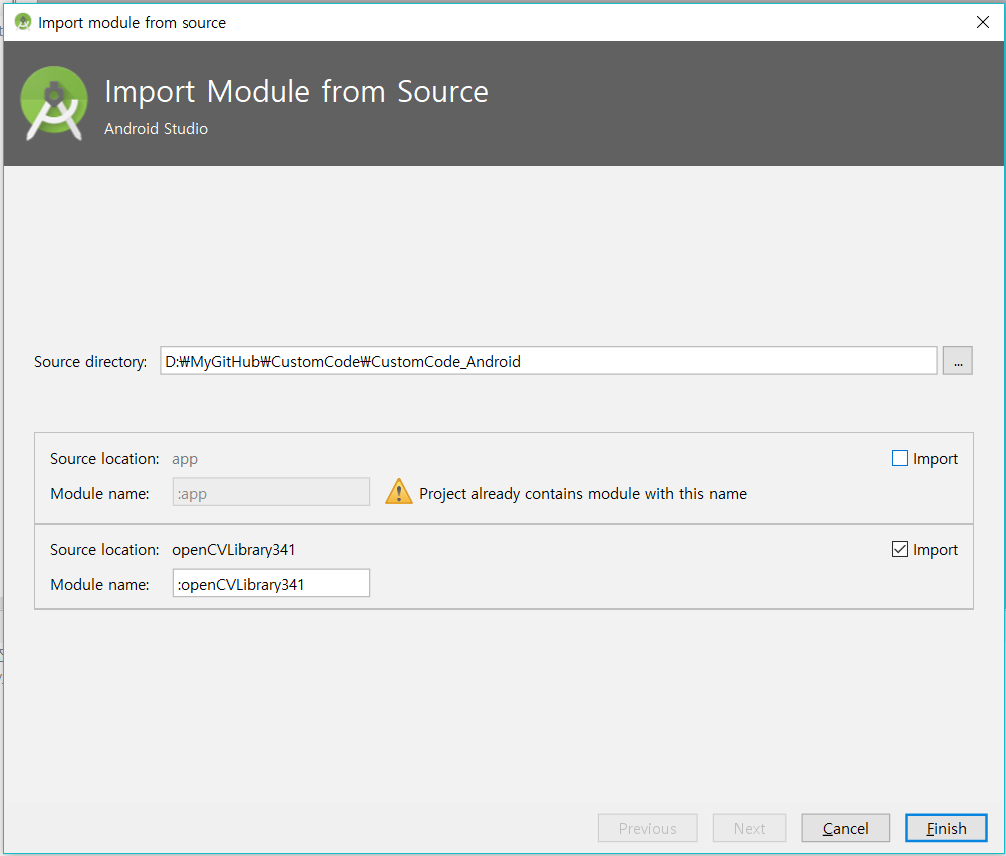 Import module from source
Import Module from Source
Android Studio
Source directory: D:₩MyGitHub₩CustomCode₩CustomCode_Android ...
Source location: app Import
Module name: :app Project already contains module with this name
Source location: openCVLibrary341 Import
Module name: :openCVLibrary341
Previous Next Cancel Finish